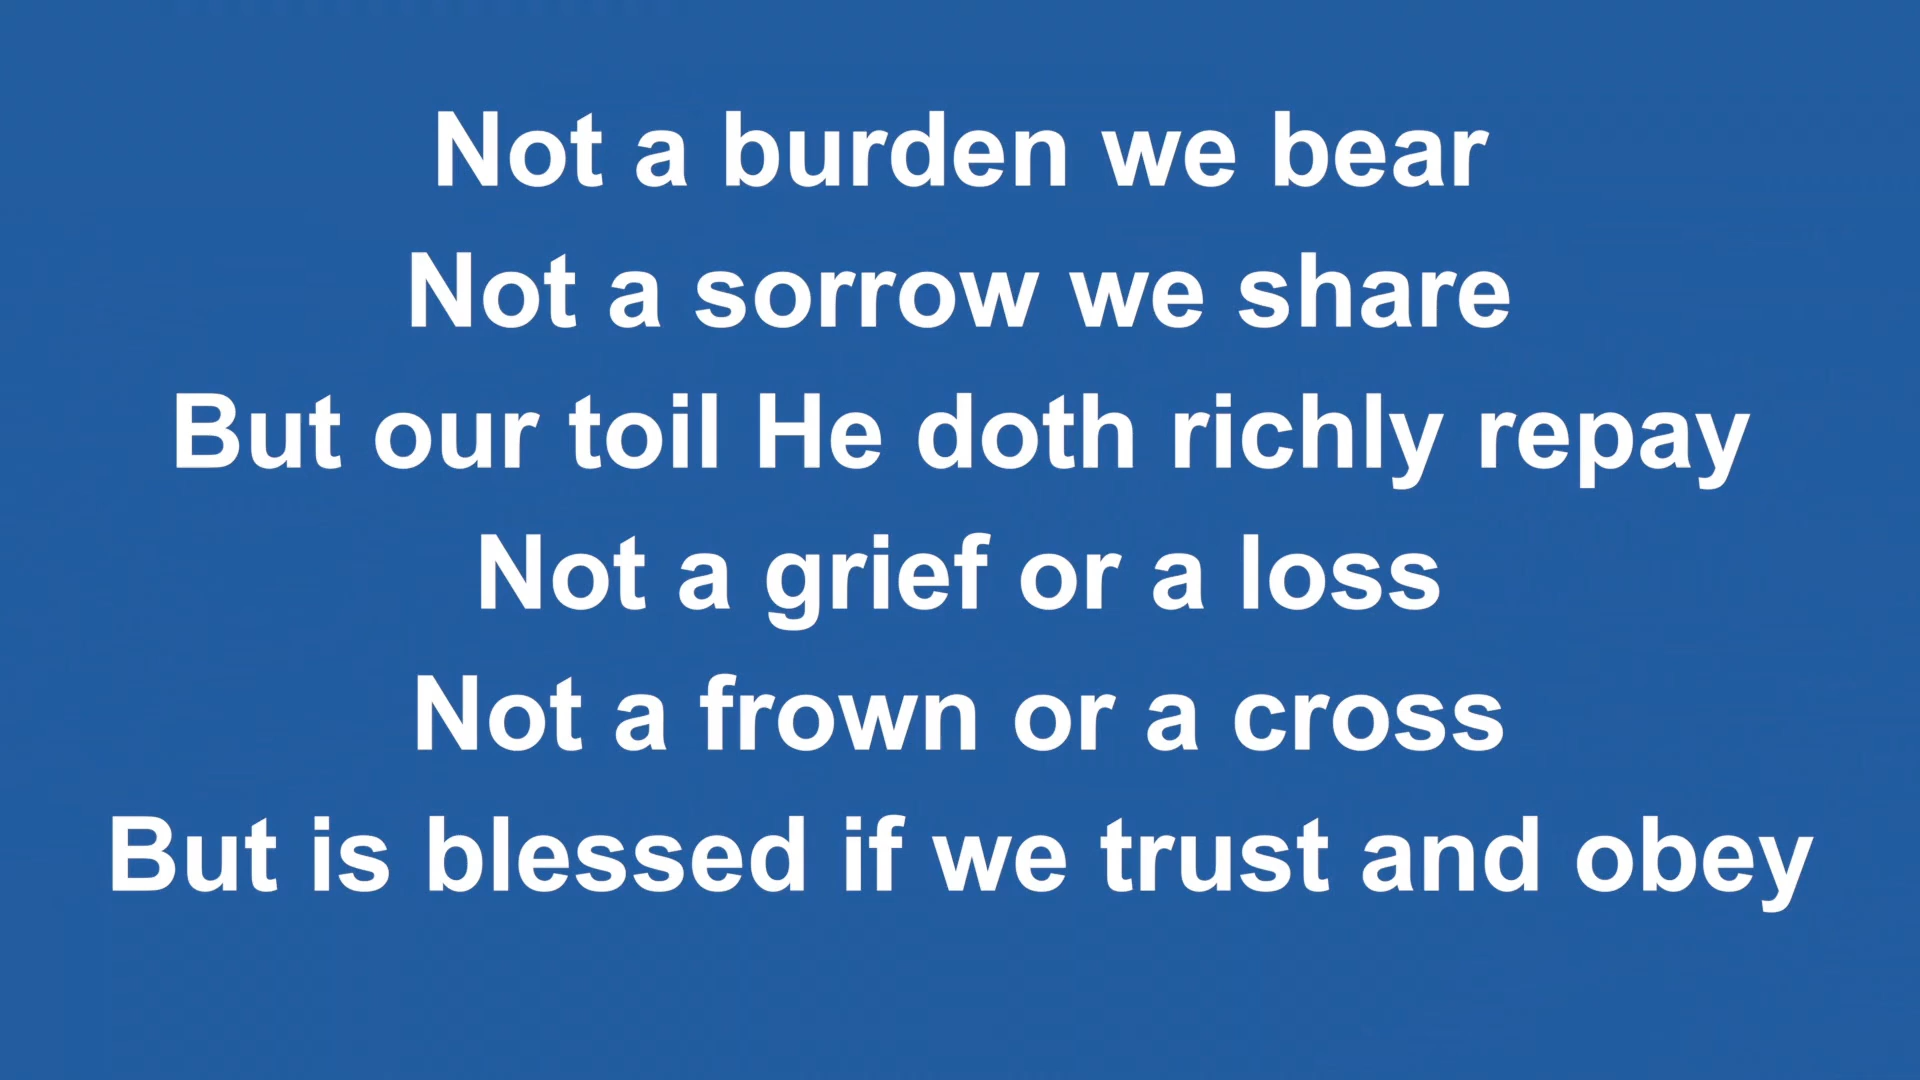 Not a burden we bear
Not a sorrow we share
But our toil He doth richly repay
Not a grief or a loss
Not a frown or a cross
But is blessed if we trust and obey